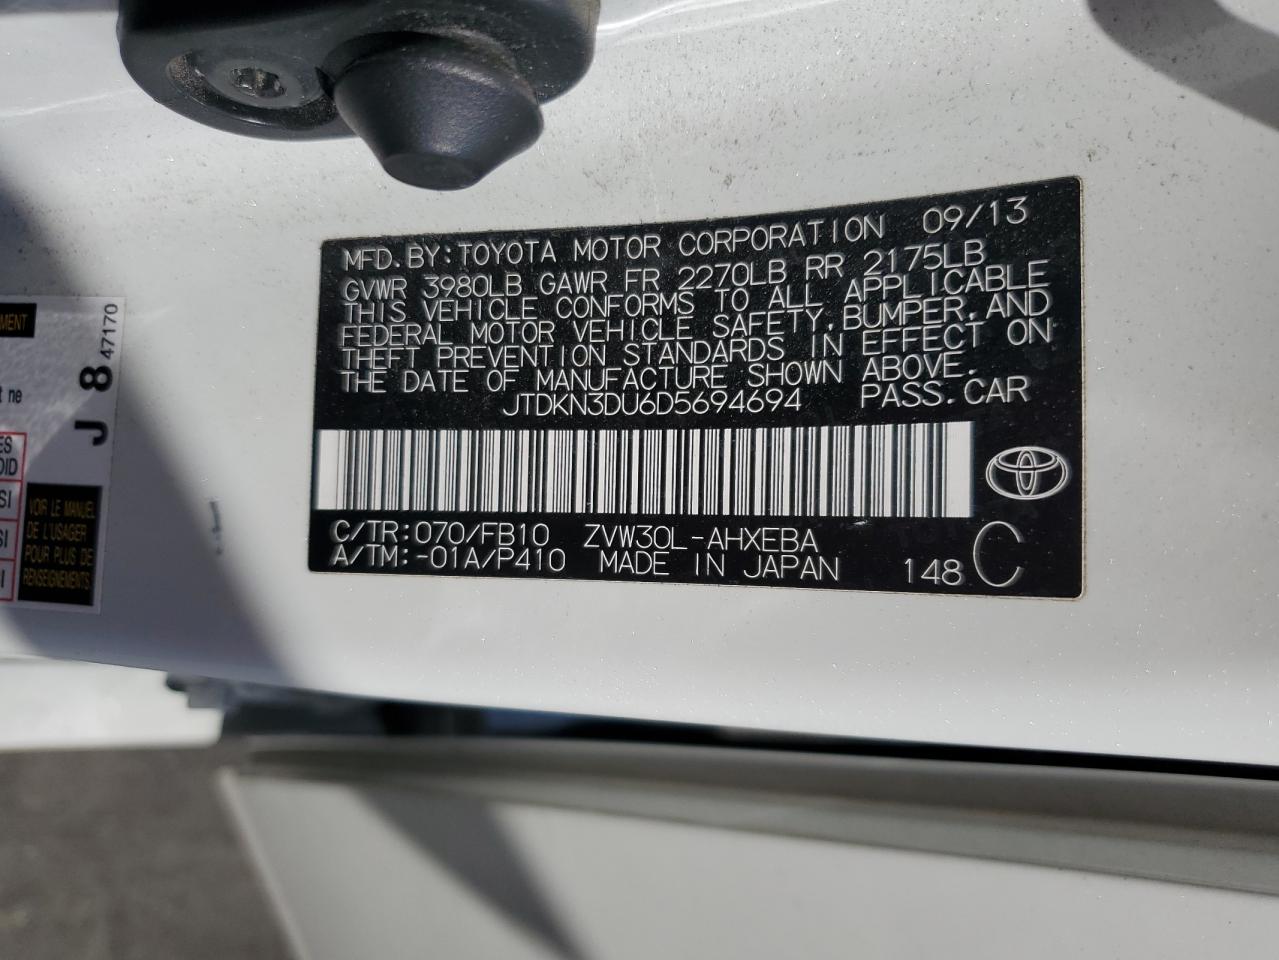 MFD.BY:TOYOTA MOTOR CORPORATION 09/13
GVWR 3980LB GAWR FR 2270LB RR 2175LB
THIS VEHICLE CONFORMS TO ALL APPLICABLE
FEDERAL MOTOR VEHICLE SAFETY,BUMPER,AND
THEFT PREVENTION STANDARDS IN EFFECT ON
THE DATE OF MANUFACTURE SHOWN ABOVE.
JTDKN3DU6D5694694 PASS.CAR
C/TR:070/FB10 ZVW30L-AHXEBA
A/TM:-01A/P410 MADE IN JAPAN 148 C
J 8 47170
VOIR LE MANUEL
DE L'USAGER
POUR PLUS DE
RENSEIGNEMENTS